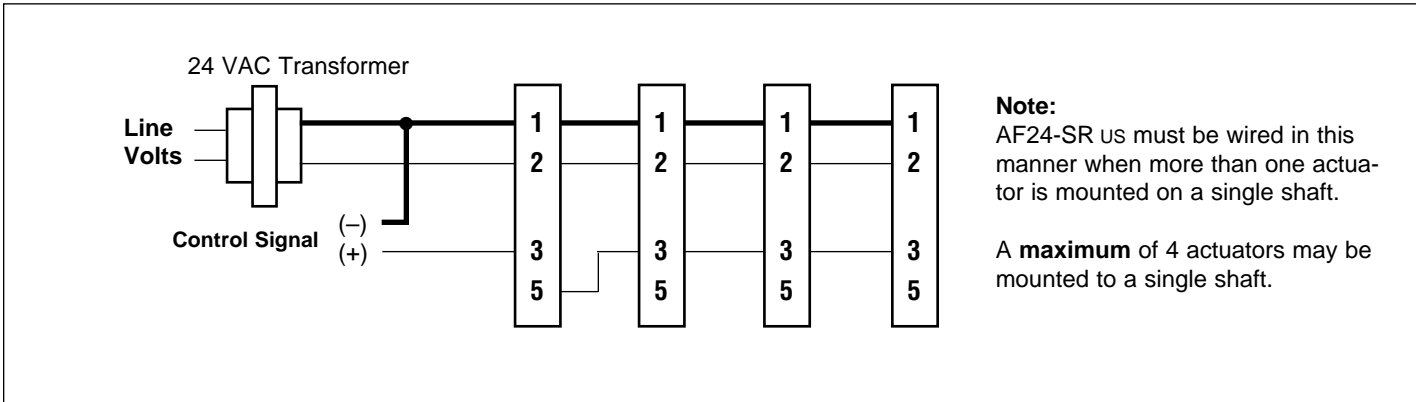 24 VAC Transformer
Line
Volts
Control Signal
(–)
(+)
1 1 1 1
2 2 2 2
3 3 3 3
5 5 5 5
Note:
AF24-SR US must be wired in this
manner when more than one actua-
tor is mounted on a single shaft.
A maximum of 4 actuators may be
mounted to a single shaft.